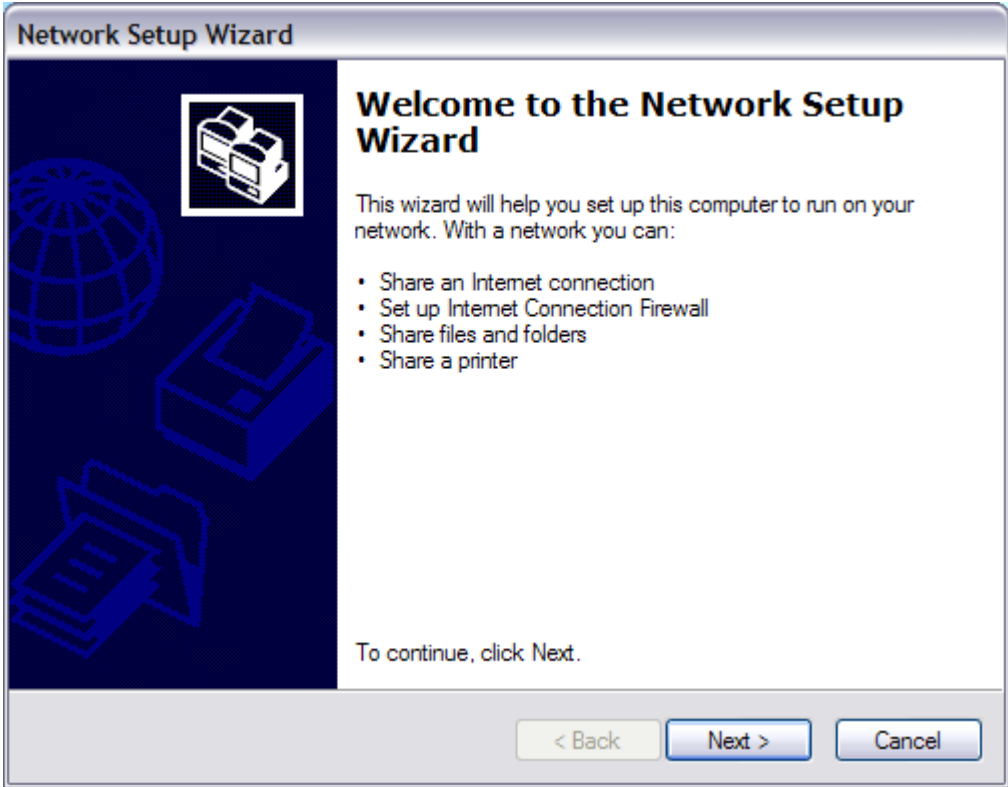 Network Setup Wizard
Welcome to the Network Setup
Wizard
This wizard will help you set up this computer to run on your
network. With a network you can:
• Share an Internet connection
• Set up Internet Connection Firewall
• Share files and folders
• Share a printer
To continue, click Next.
< Back
Next >
Cancel